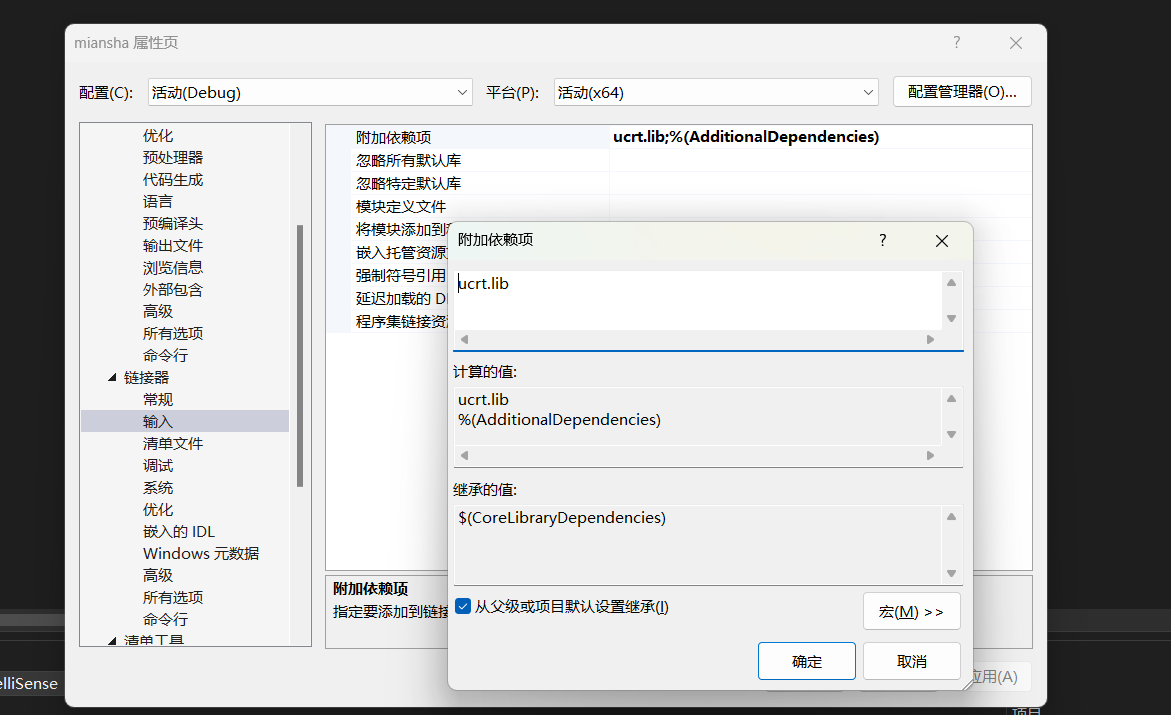 miansha 属性页
?
配置(C):
活动(Debug)
平台(P):
活动(x64)
配置管理器(O)...
优化
预处理器
代码生成
语言
预编译头
输出文件
浏览信息
外部包含
高级
所有选项
命令行
链接器
常规
输入
清单文件
调试
系统
优化
嵌入的 IDL
Windows 元数据
高级
所有选项
命令行
清单工具
附加依赖项
ucrt.lib;%(AdditionalDependencies)
忽略所有默认库
忽略特定默认库
模块定义文件
将模块添加到
嵌入托管资源
强制符号引用
延迟加载的 D
程序集链接资
附加依赖项
指定要添加到链接
附加依赖项
?
ucrt.lib
计算的值:
ucrt.lib
%(AdditionalDependencies)
继承的值:
$(CoreLibraryDependencies)
从父级或项目默认设置继承(I)
宏(M) >>
确定
取消
应用(A)
elliSense
项目